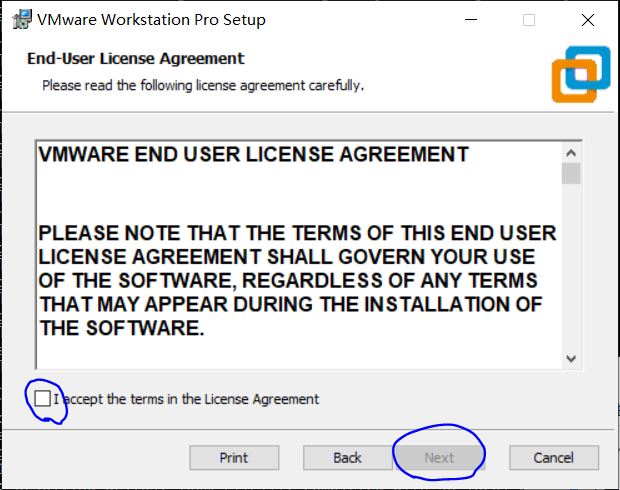 VMware Workstation Pro Setup
End-User License Agreement
Please read the following license agreement carefully.
VMWARE END USER LICENSE AGREEMENT
PLEASE NOTE THAT THE TERMS OF THIS END USER
LICENSE AGREEMENT SHALL GOVERN YOUR USE
OF THE SOFTWARE, REGARDLESS OF ANY TERMS
THAT MAY APPEAR DURING THE INSTALLATION OF
THE SOFTWARE.
I accept the terms in the License Agreement
Print Back Next Cancel